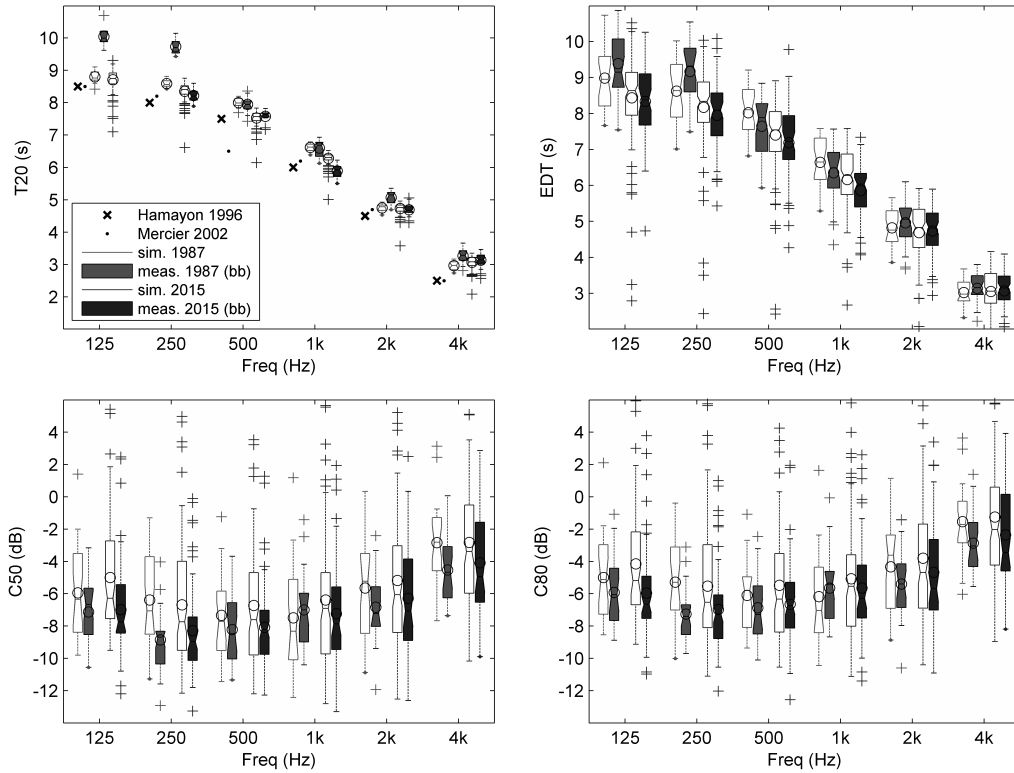 10
9
8
7
6
5
4
3
2
T20 (s)
Hamayon 1996
Mercier 2002
sim. 1987
meas. 1987 (bb)
sim. 2015
meas. 2015 (bb)
125 250 500 1k 2k 4k
Freq (Hz)
10
9
8
7
6
5
4
3
EDT (s)
125 250 500 1k 2k 4k
Freq (Hz)
4
2
0
-2
-4
-6
-8
-10
-12
C50 (dB)
125 250 500 1k 2k 4k
Freq (Hz)
4
2
0
-2
-4
-6
-8
-10
-12
C80 (dB)
125 250 500 1k 2k 4k
Freq (Hz)